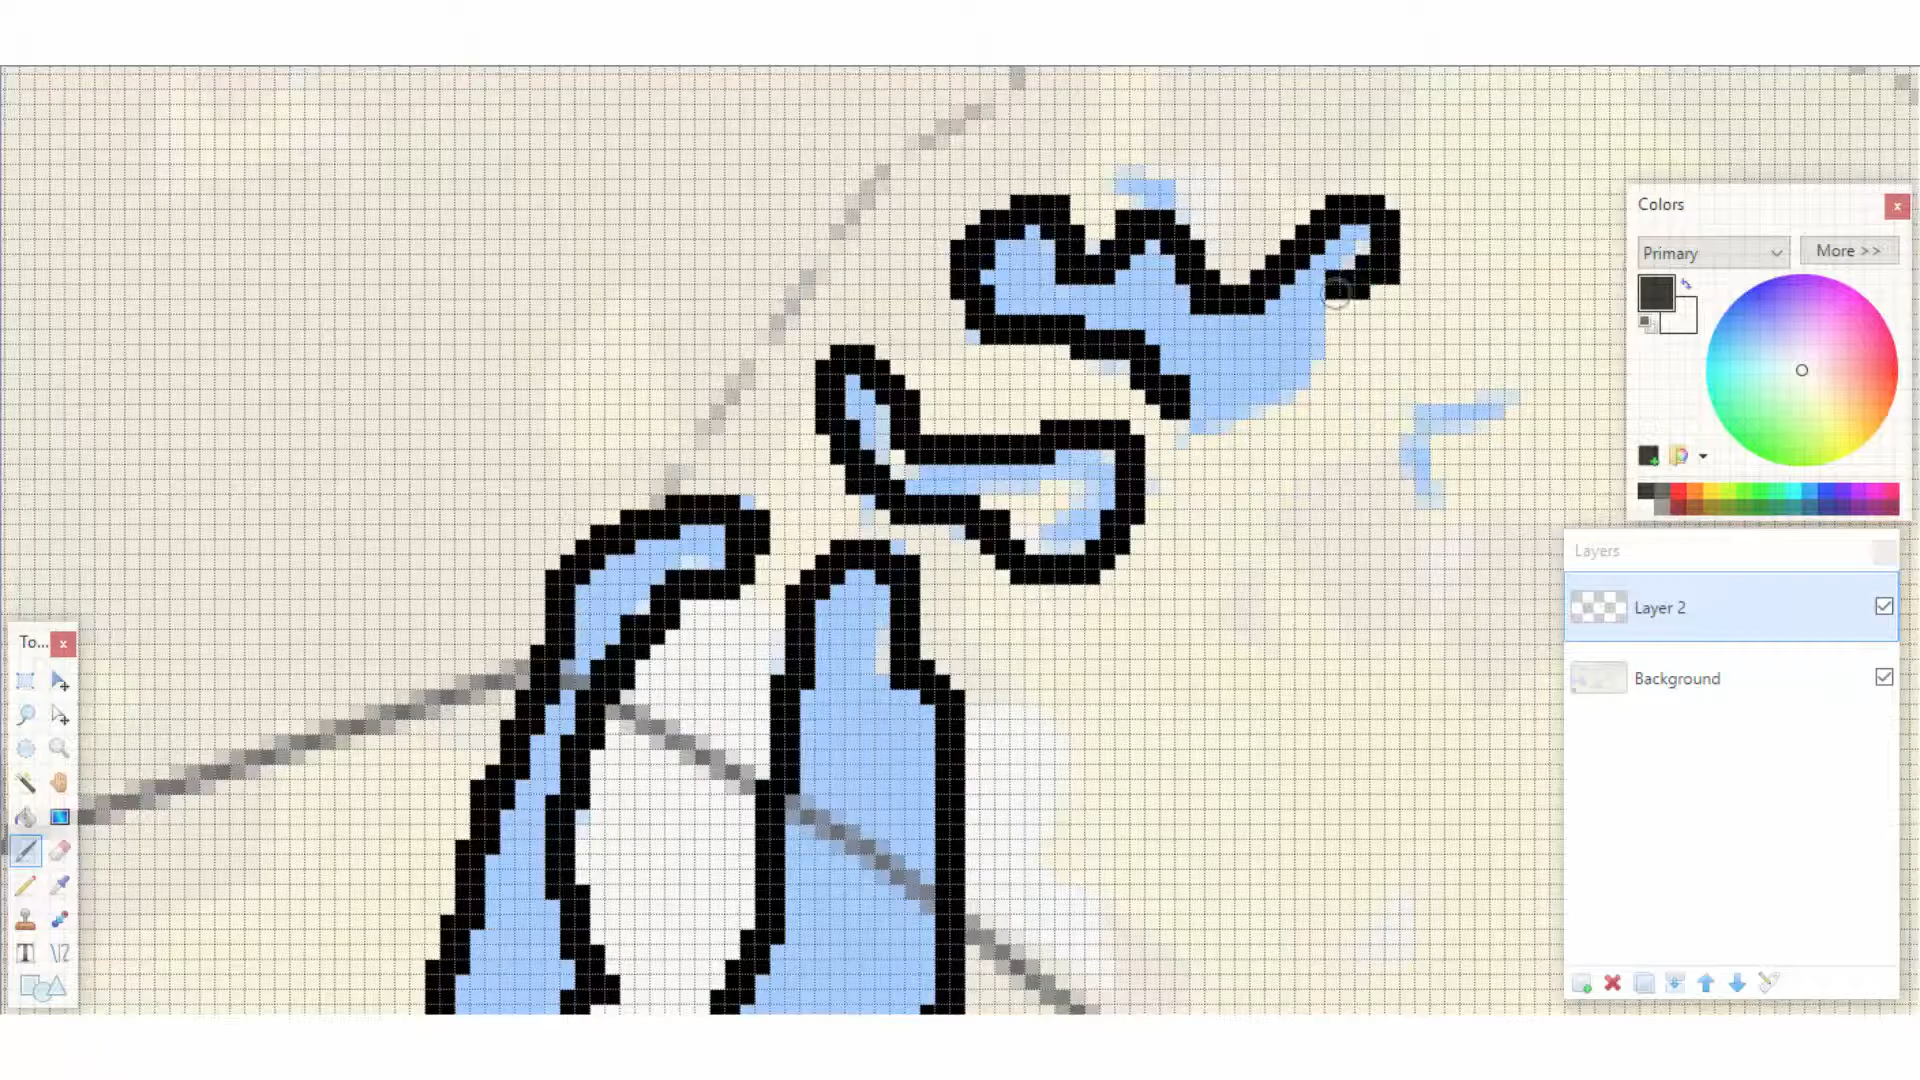 Colors
Primary
More >>
Layers
Layer 2
Background
To...